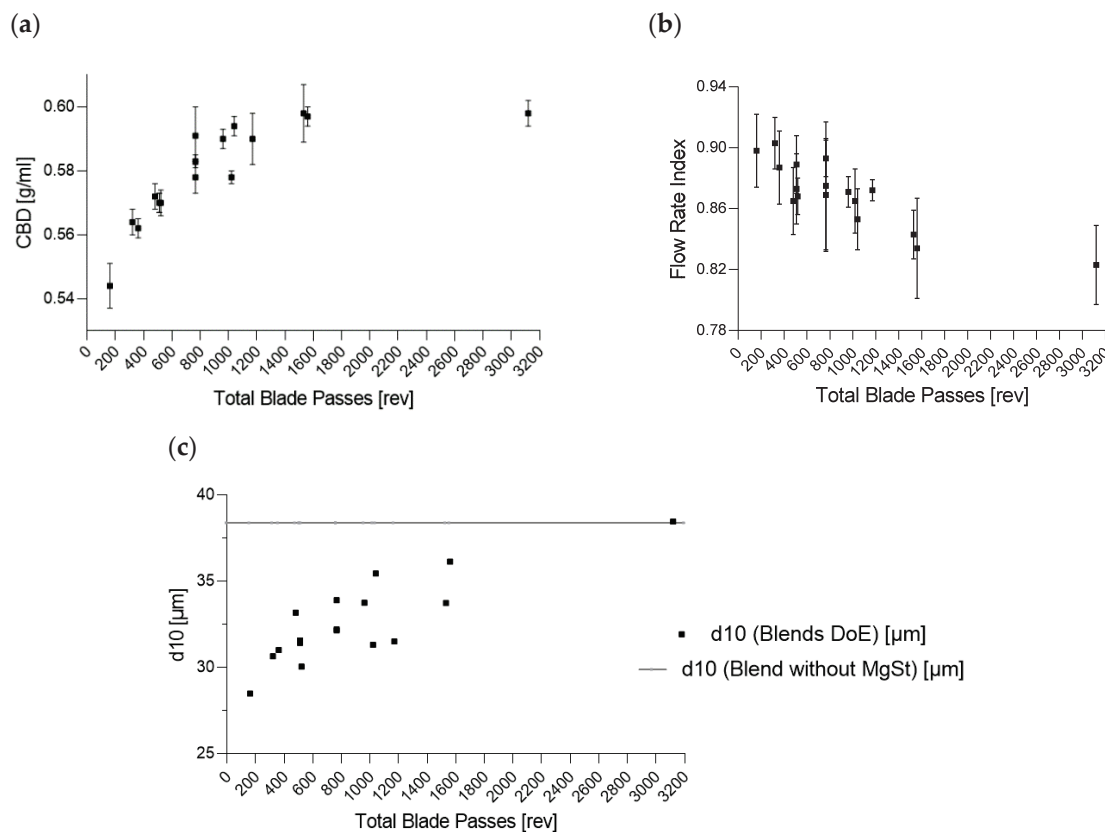 (a)
0.60
0.58
0.56
0.54
CBD [g/ml]
0 200 400 600 800 1000 1200 1400 1600 1800 2000 2200 2400 2600 2800 3000 3200
Total Blade Passes [rev]
(b)
0.94
0.90
0.86
0.82
0.78
Flow Rate Index
0 200 400 600 800 1000 1200 1400 1600 1800 2000 2200 2400 2600 2800 3000 3200
Total Blade Passes [rev]
(c)
40
35
30
25
d10 [µm]
0 200 400 600 800 1000 1200 1400 1600 1800 2000 2200 2400 2600 2800 3000 3200
Total Blade Passes [rev]
d10 (Blends DoE) [µm]
d10 (Blend without MgSt) [µm]